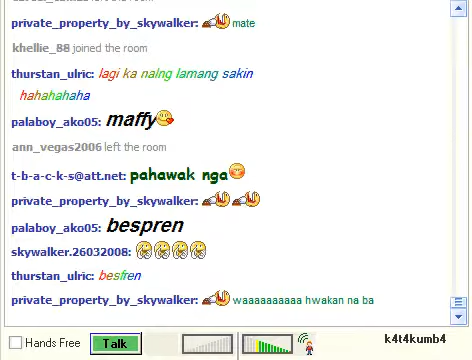 private_property_by_skywalker: mate
khellie_88 joined the room
thurstan_ulric: lagi ka nalng lamang sakin
hahahahaha
palaboy_ako05: maffy
ann_vegas2006 left the room
t-b-a-c-k-s@att.net: pahawak nga
private_property_by_skywalker:
palaboy_ako05: bespren
skywalker.26032008:
thurstan_ulric: besfren
private_property_by_skywalker: waaaaaaaaaa hwakan na ba
Hands Free Talk k4t4kumb4